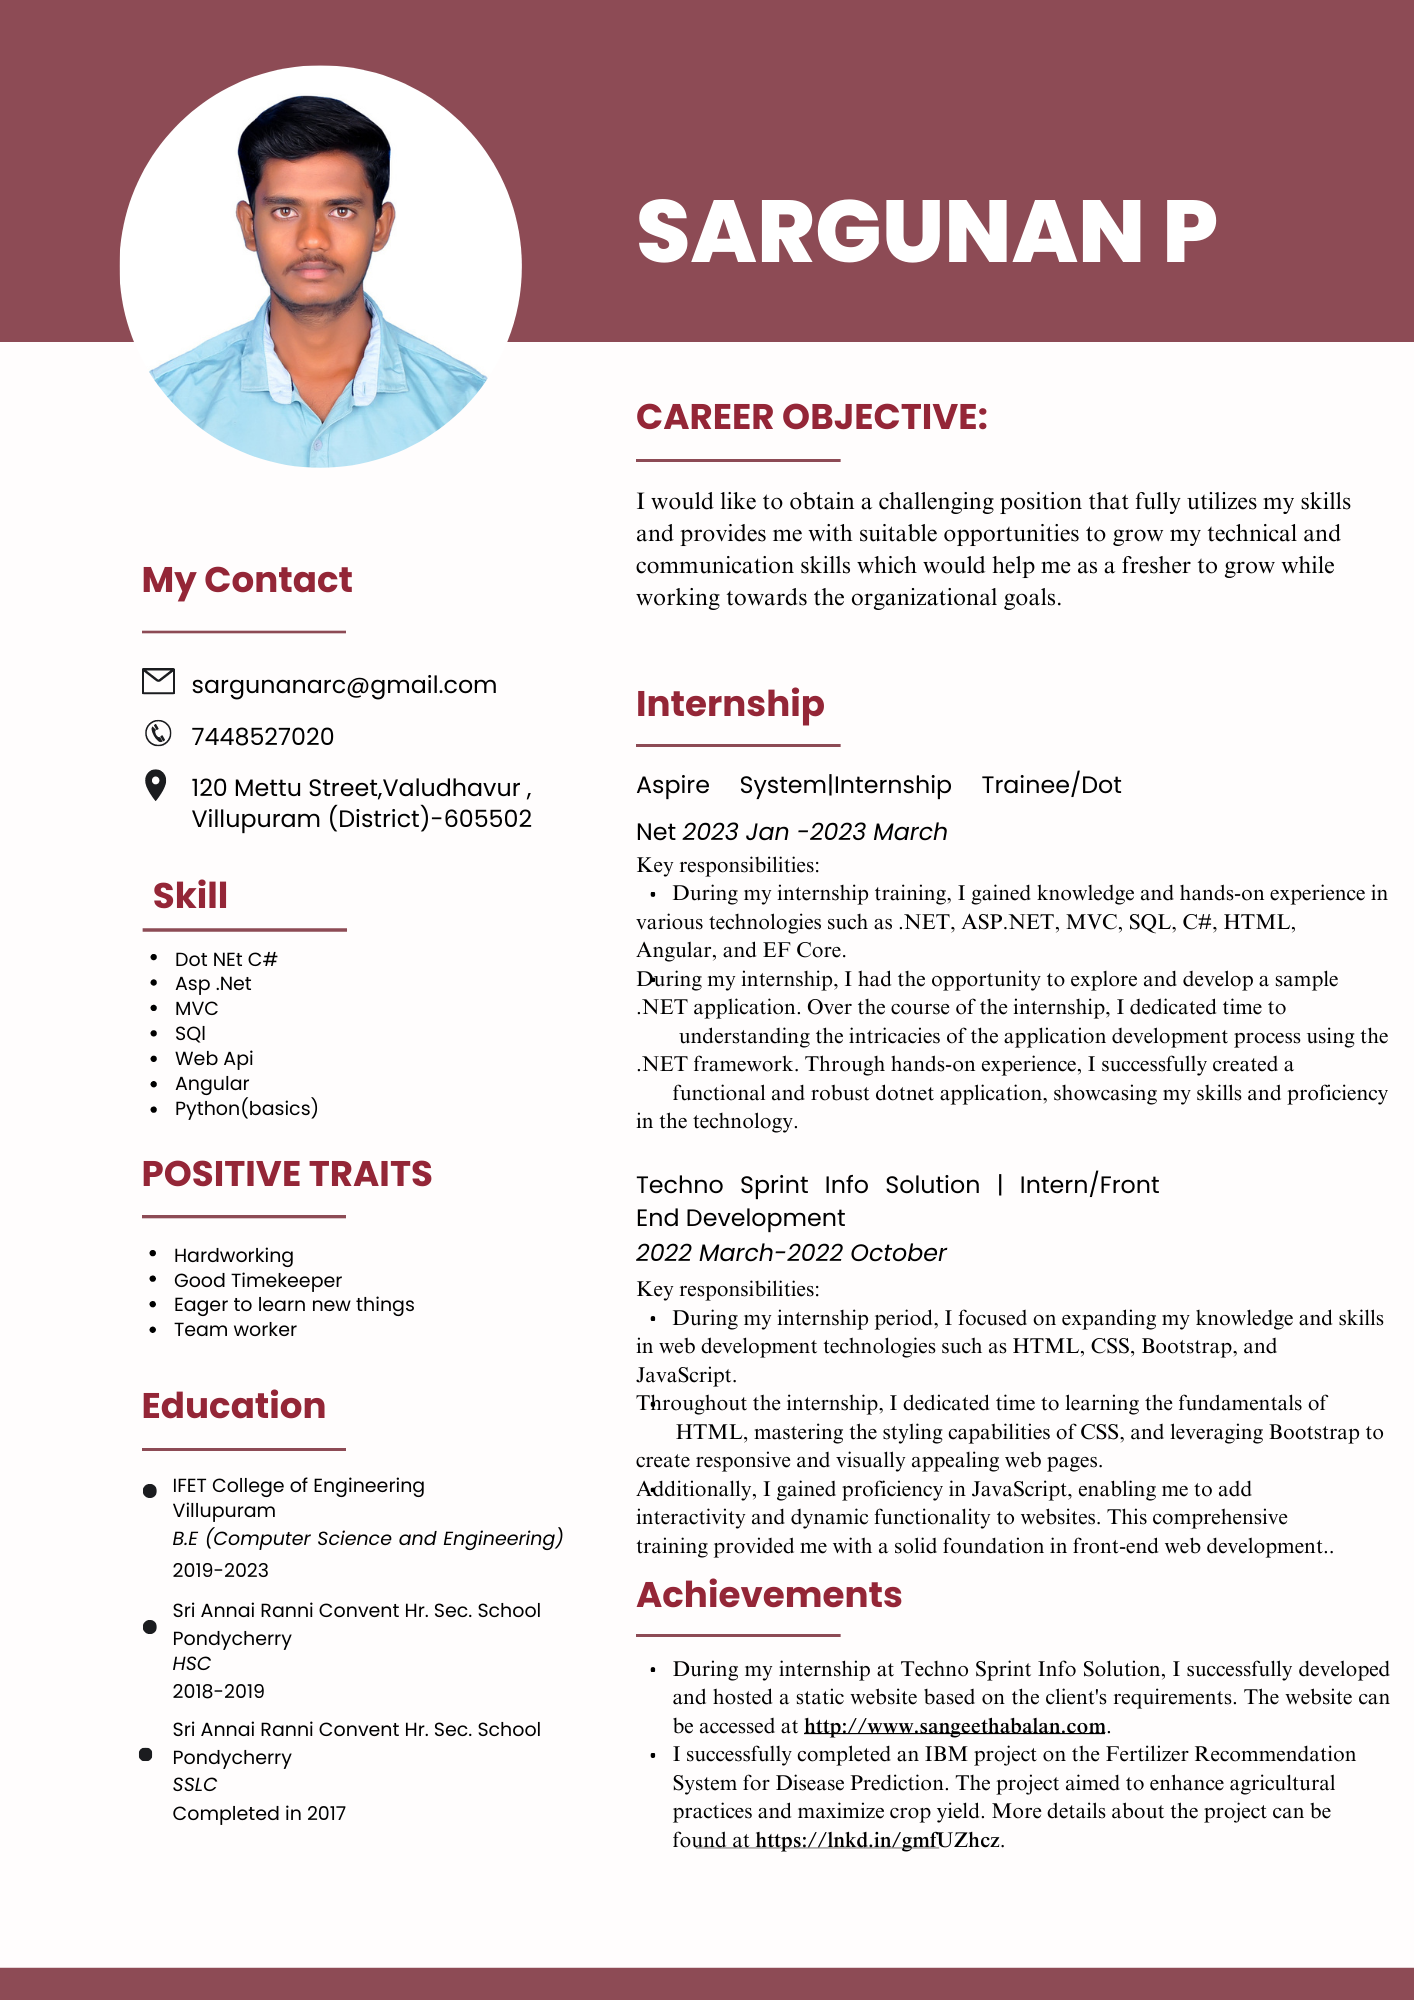 SARGUNAN P
My Contact
sargunanarc@gmail.com
7448527020
120 Mettu Street,Valudhavur ,
Villupuram (District)-605502
Skill
• Dot NEt C#
• Asp .Net
• MVC
• SQl
• Web Api
• Angular
• Python(basics)
POSITIVE TRAITS
• Hardworking
• Good Timekeeper
• Eager to learn new things
• Team worker
Education
• IFET College of Engineering
Villupuram
B.E (Computer Science and Engineering)
2019-2023
• Sri Annai Ranni Convent Hr. Sec. School
Pondycherry
HSC
2018-2019
• Sri Annai Ranni Convent Hr. Sec. School
Pondycherry
SSLC
Completed in 2017
CAREER OBJECTIVE:
I would like to obtain a challenging position that fully utilizes my skills
and provides me with suitable opportunities to grow my technical and
communication skills which would help me as a fresher to grow while
working towards the organizational goals.
Internship
Aspire System|Internship Trainee/Dot
Net 2023 Jan -2023 March
Key responsibilities:
• During my internship training, I gained knowledge and hands-on experience in
various technologies such as .NET, ASP.NET, MVC, SQL, C#, HTML,
Angular, and EF Core.
During my internship, I had the opportunity to explore and develop a sample
.NET application. Over the course of the internship, I dedicated time to
understanding the intricacies of the application development process using the
.NET framework. Through hands-on experience, I successfully created a
functional and robust dotnet application, showcasing my skills and proficiency
in the technology.
Techno Sprint Info Solution | Intern/Front
End Development
2022 March-2022 October
Key responsibilities:
• During my internship period, I focused on expanding my knowledge and skills
in web development technologies such as HTML, CSS, Bootstrap, and
JavaScript.
Throughout the internship, I dedicated time to learning the fundamentals of
HTML, mastering the styling capabilities of CSS, and leveraging Bootstrap to
create responsive and visually appealing web pages.
Additionally, I gained proficiency in JavaScript, enabling me to add
interactivity and dynamic functionality to websites. This comprehensive
training provided me with a solid foundation in front-end web development..
Achievements
• During my internship at Techno Sprint Info Solution, I successfully developed
and hosted a static website based on the client's requirements. The website can
be accessed at http://www.sangeethabalan.com.
• I successfully completed an IBM project on the Fertilizer Recommendation
System for Disease Prediction. The project aimed to enhance agricultural
practices and maximize crop yield. More details about the project can be
found at https://lnkd.in/gmfUZhcz.